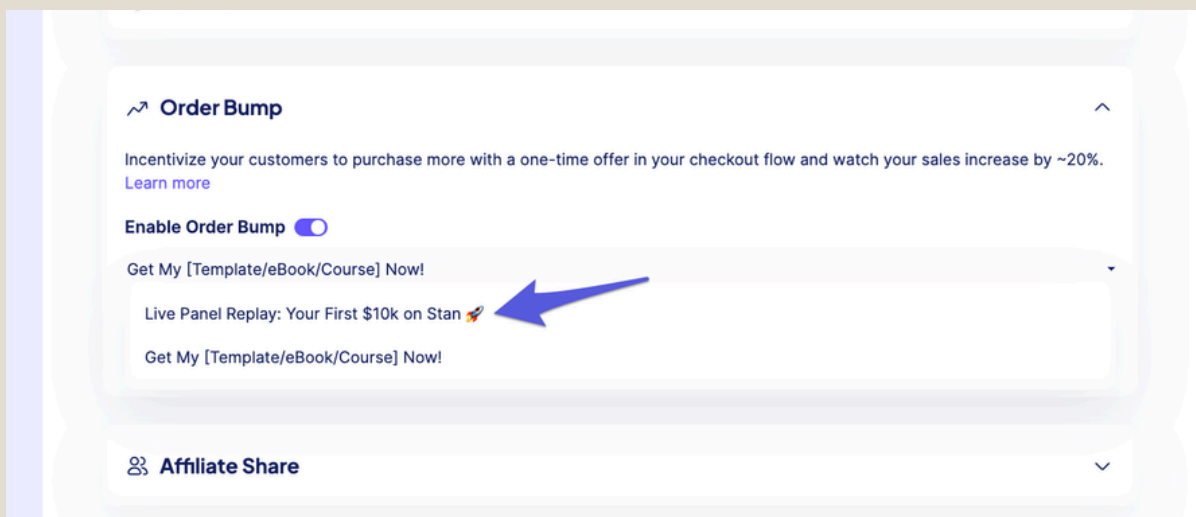 Order Bump
Incentivize your customers to purchase more with a one-time offer in your checkout flow and watch your sales increase by ~20%.
Learn more
Enable Order Bump
Get My [Template/eBook/Course] Now!
Live Panel Replay: Your First $10k on Stan 🚀
Get My [Template/eBook/Course] Now!
Affiliate Share